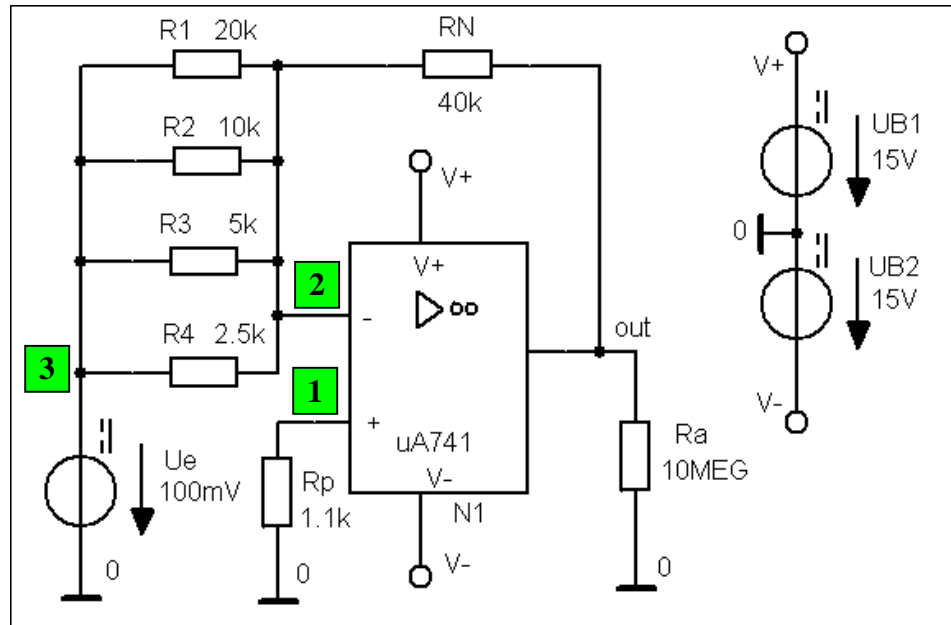 R1 20k
RN
40k
R2 10k
R3 5k
R4 2.5k
2
3
1
V+
V+
-
+
uA741
V-
N1
V-
out
Ue
100mV
0
Rp
1.1k
0
Ra
10MEG
0
V+
UB1
15V
0
UB2
15V
V-